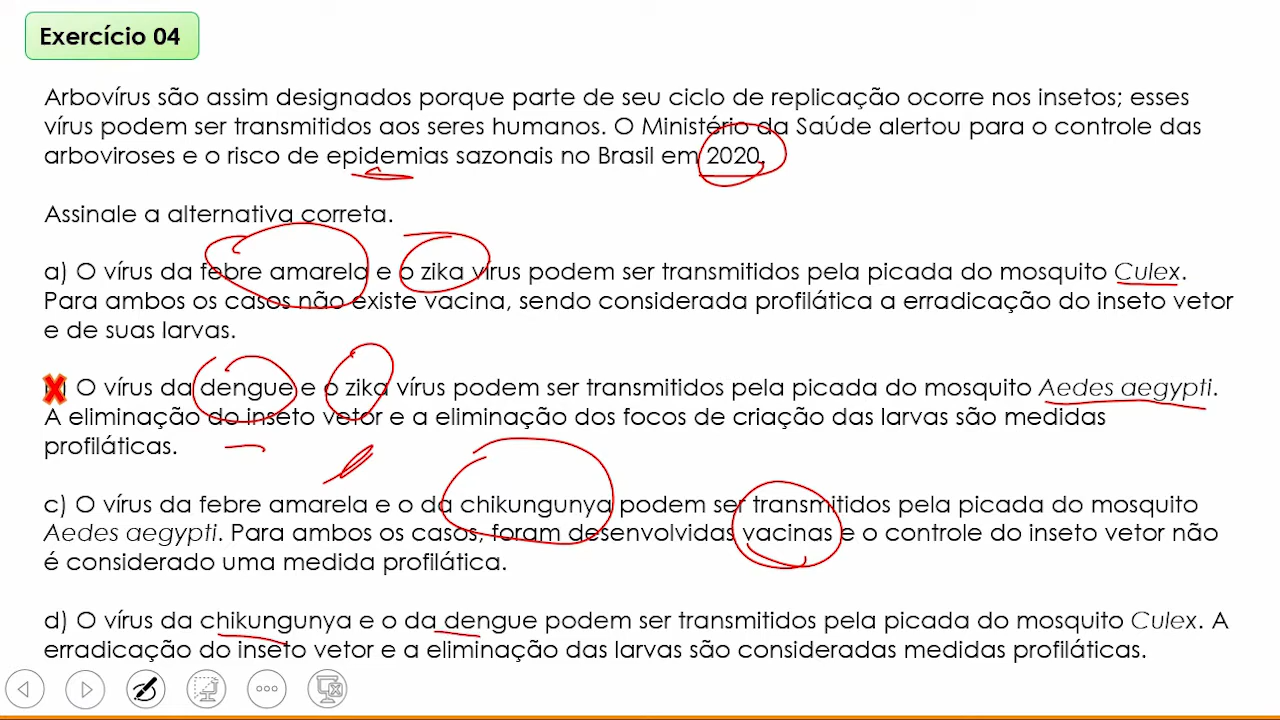 Exercício 04
Arbovírus são assim designados porque parte de seu ciclo de replicação ocorre nos insetos; esses
vírus podem ser transmitidos aos seres humanos. O Ministério da Saúde alertou para o controle das
arboviroses e o risco de epidemias sazonais no Brasil em 2020.
Assinale a alternativa correta.
a) O vírus da febre amarela e o zika vírus podem ser transmitidos pela picada do mosquito Culex.
Para ambos os casos não existe vacina, sendo considerada profilática a erradicação do inseto vetor
e de suas larvas.
b) O vírus da dengue e o zika vírus podem ser transmitidos pela picada do mosquito Aedes aegypti.
A eliminação do inseto vetor e a eliminação dos focos de criação das larvas são medidas
profiláticas.
c) O vírus da febre amarela e o da chikungunya podem ser transmitidos pela picada do mosquito
Aedes aegypti. Para ambos os casos, foram desenvolvidas vacinas e o controle do inseto vetor não
é considerado uma medida profilática.
d) O vírus da chikungunya e o da dengue podem ser transmitidos pela picada do mosquito Culex. A
erradicação do inseto vetor e a eliminação das larvas são consideradas medidas profiláticas.